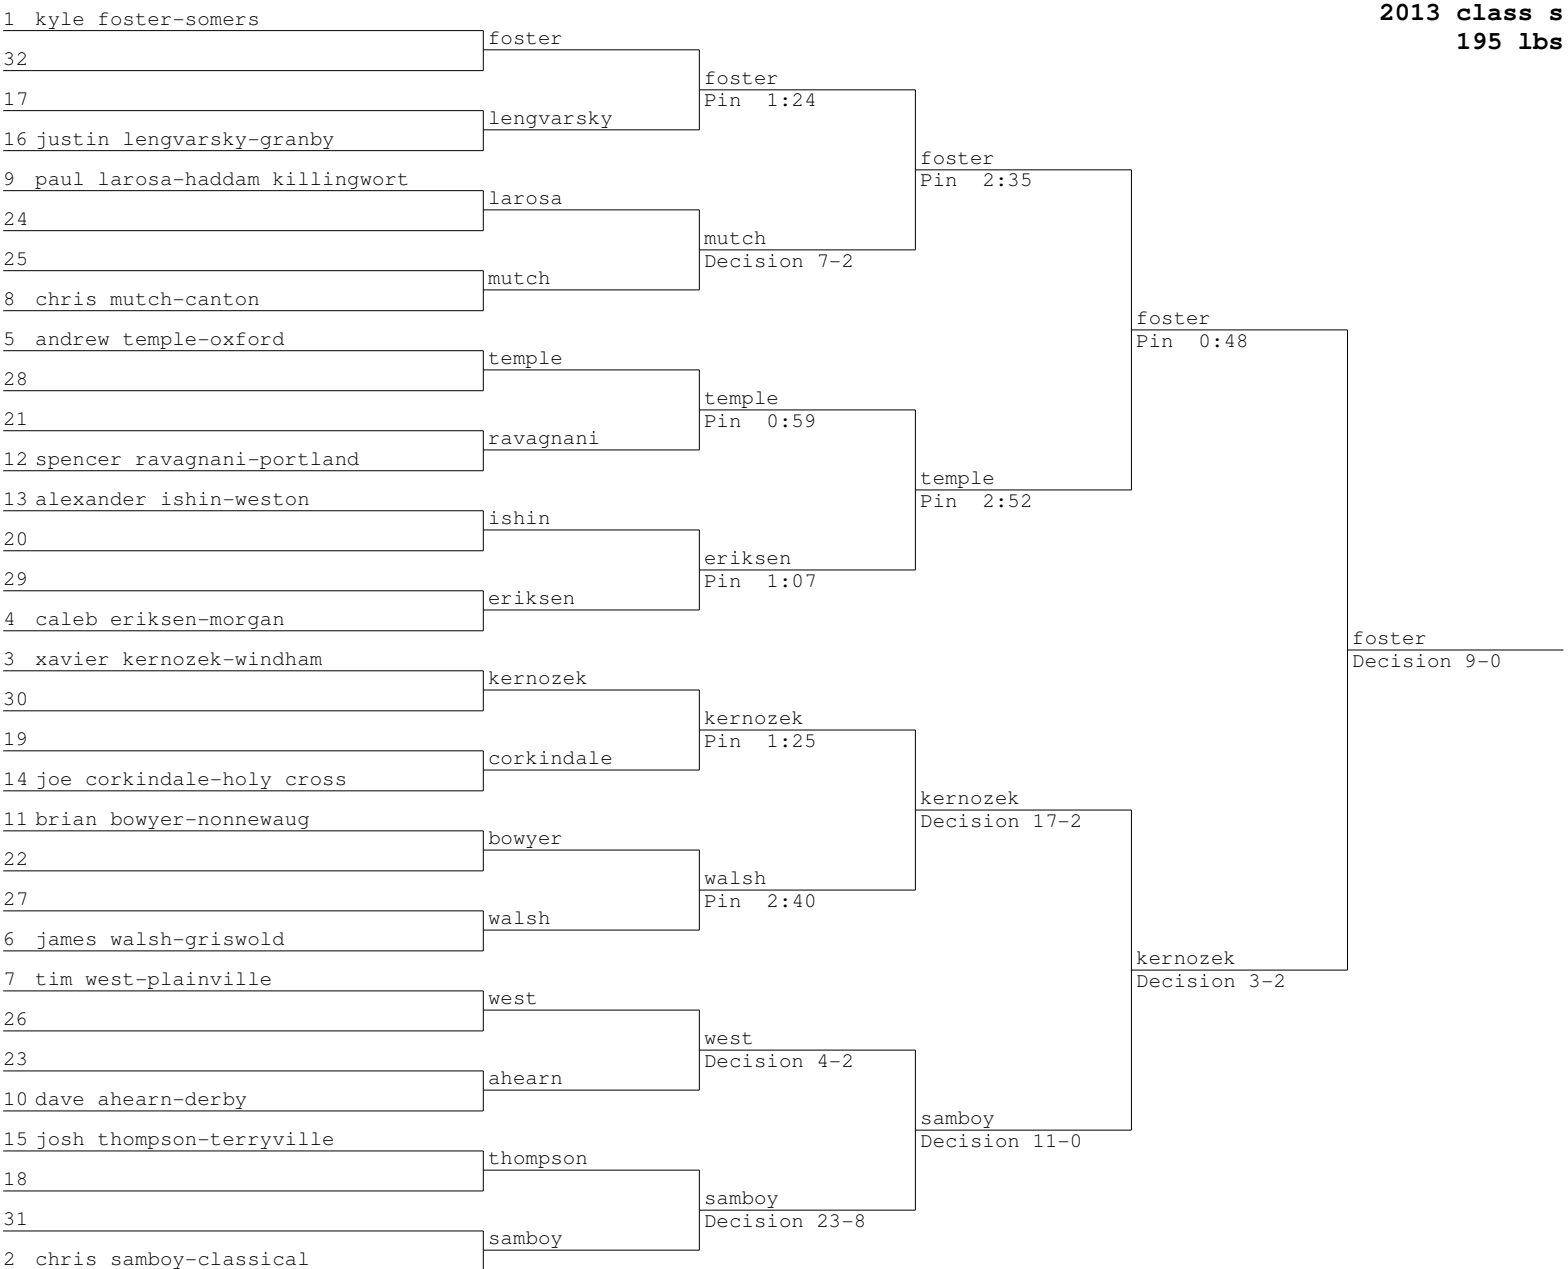 2013 class s
195 lbs
1 kyle foster-somers
32
17
16 justin lengvarsky-granby
9 paul larosa-haddam killingwort
24
25
8 chris mutch-canton
5 andrew temple-oxford
28
21
12 spencer ravagnani-portland
13 alexander ishin-weston
20
29
4 caleb eriksen-morgan
3 xavier kernozek-windham
30
19
14 joe corkindale-holy cross
11 brian bowyer-nonnewaug
22
27
6 james walsh-griswold
7 tim west-plainville
26
23
10 dave ahearn-derby
15 josh thompson-terryville
18
31
2 chris samboy-classical
foster
lengvarsky
larosa
mutch
temple
ravagnani
ishin
eriksen
kernozek
corkindale
bowyer
walsh
west
ahearn
thompson
samboy
foster
Pin 1:24
mutch
Decision 7-2
temple
Pin 0:59
eriksen
Pin 1:07
kernozek
Pin 1:25
walsh
Pin 2:40
west
Decision 4-2
samboy
Decision 23-8
foster
Pin 2:35
temple
Pin 2:52
kernozek
Decision 17-2
samboy
Decision 11-0
foster
Pin 0:48
kernozek
Decision 3-2
foster
Decision 9-0